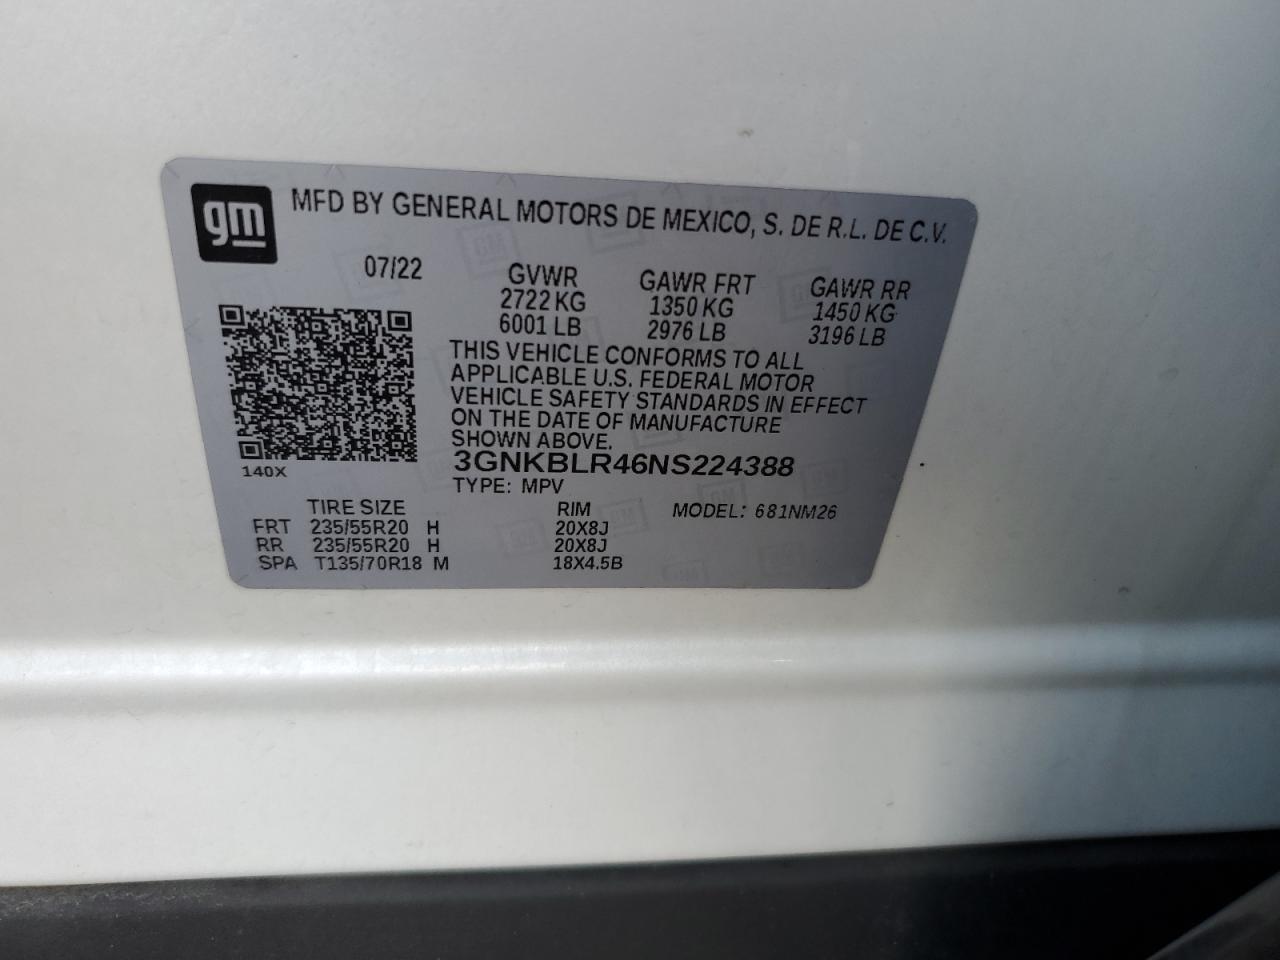 gm MFD BY GENERAL MOTORS DE MEXICO, S. DE R.L. DE C.V.
07/22 GVWR GAWR FRT GAWR RR
2722 KG 1350 KG 1450 KG
6001 LB 2976 LB 3196 LB
THIS VEHICLE CONFORMS TO ALL
APPLICABLE U.S. FEDERAL MOTOR
VEHICLE SAFETY STANDARDS IN EFFECT
ON THE DATE OF MANUFACTURE
SHOWN ABOVE.
140X 3GNKBLR46NS224388
TYPE: MPV
TIRE SIZE RIM MODEL: 681NM26
FRT 235/55R20 H 20X8J
RR 235/55R20 H 20X8J
SPA T135/70R18 M 18X4.5B